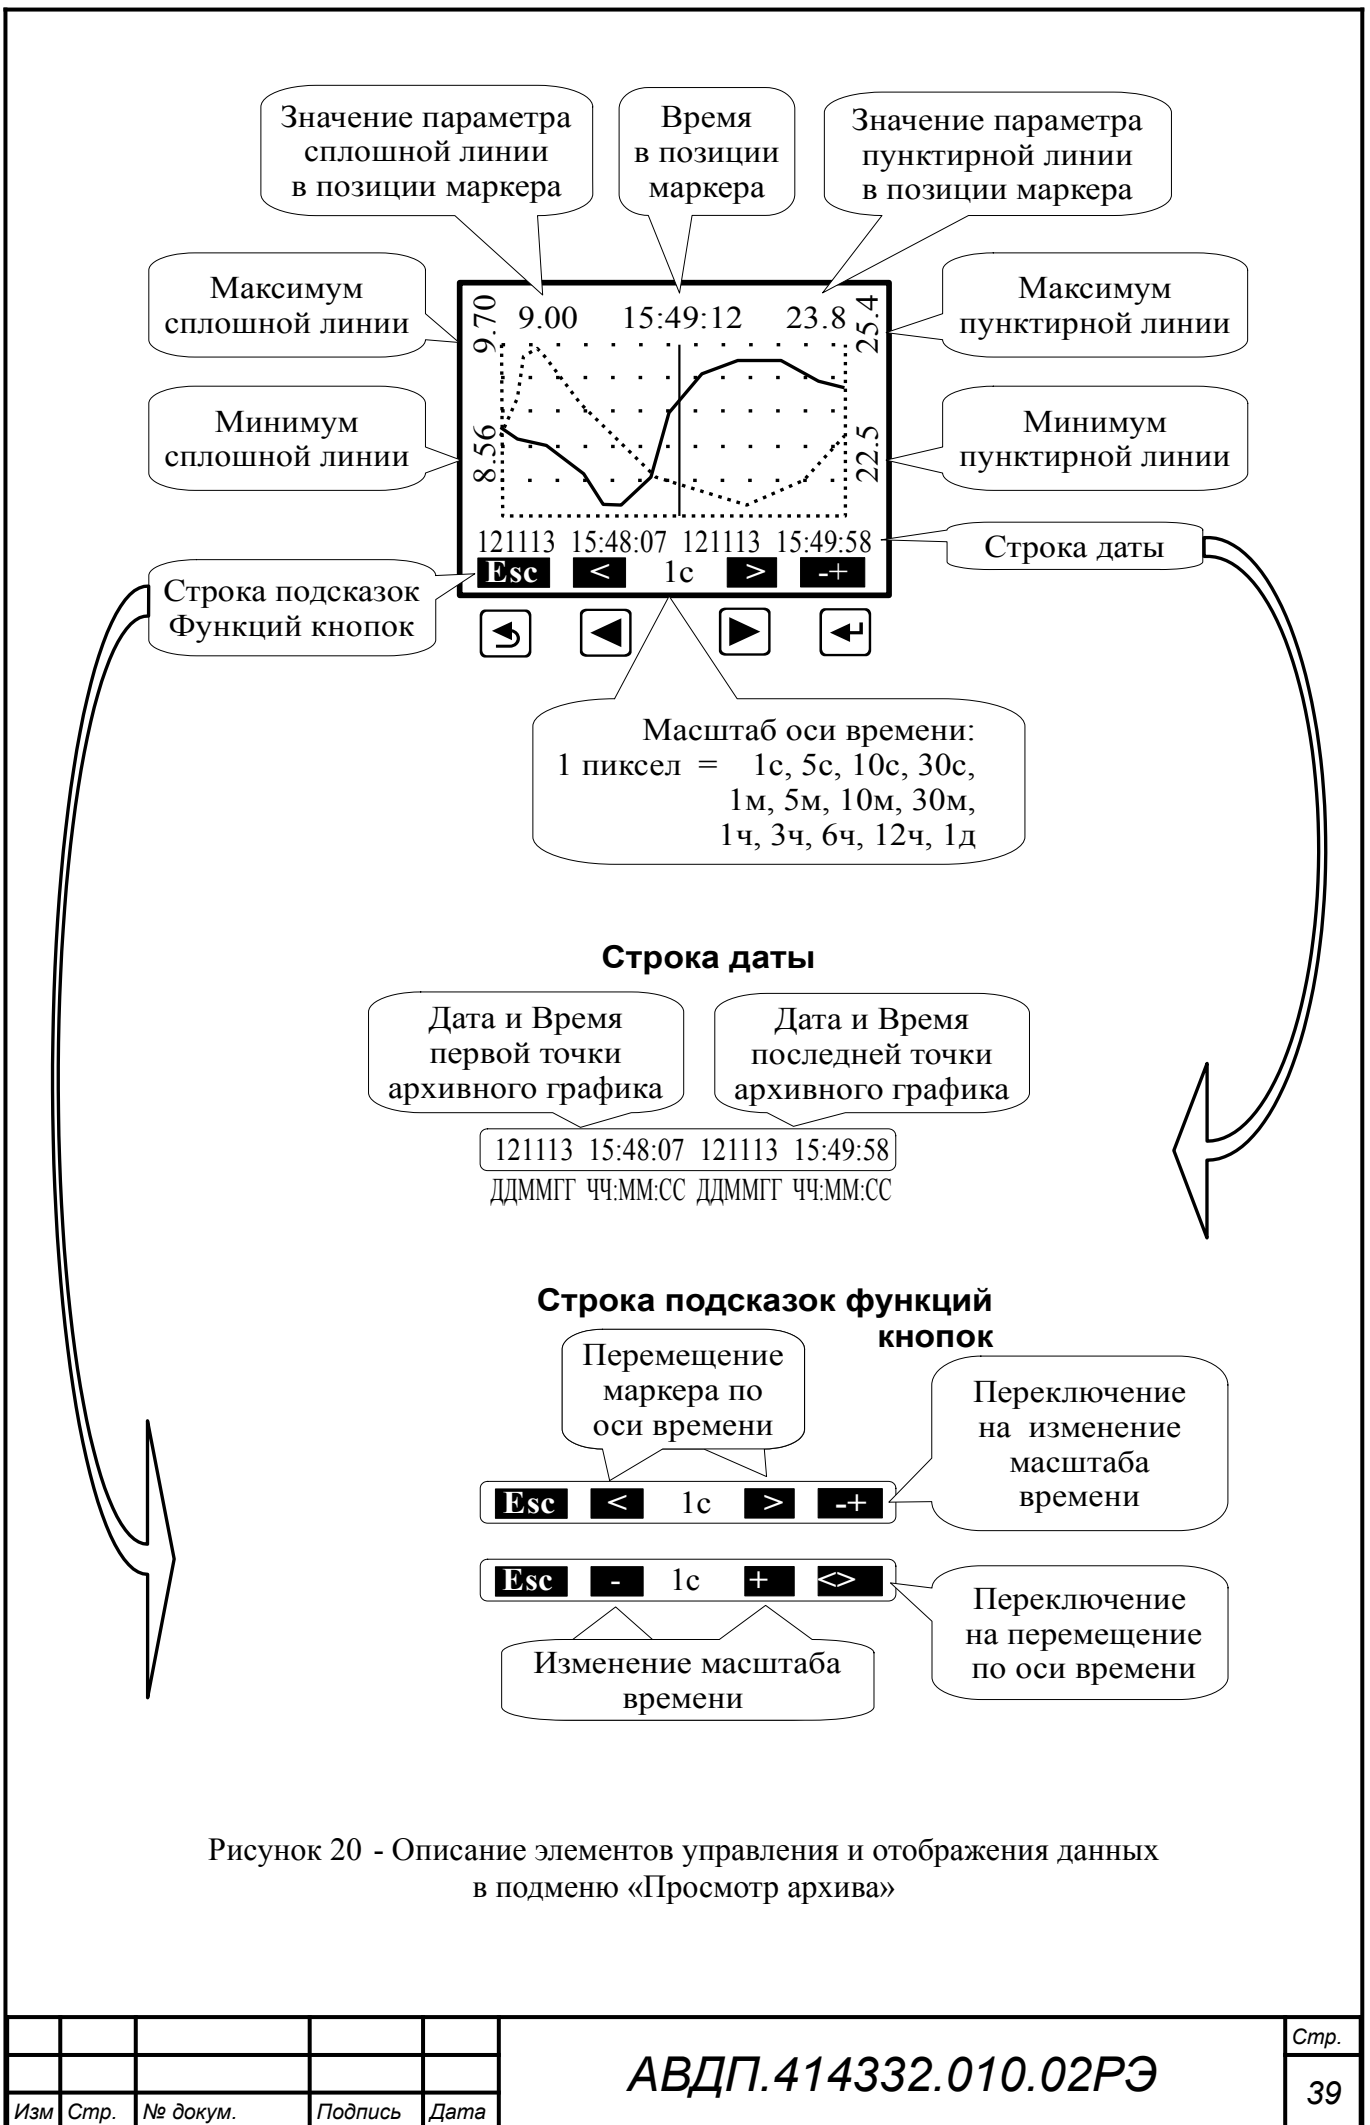 Значение параметра
сплошной линии
в позиции маркера
Время
в позиции
маркера
Значение параметра
пунктирной линии
в позиции маркера
Максимум
сплошной линии
Максимум
пунктирной линии
Минимум
сплошной линии
Минимум
пунктирной линии
9.70
9.00 15:49:12 23.8
25.4
8.56
22.5
121113 15:48:07 121113 15:49:58
Esc < 1с > -+
Строка даты
Строка подсказок
Функций кнопок
Масштаб оси времени:
1 пиксел = 1с, 5с, 10с, 30с,
1м, 5м, 10м, 30м,
1ч, 3ч, 6ч, 12ч, 1д
Строка даты
Дата и Время
первой точки
архивного графика
Дата и Время
последней точки
архивного графика
121113 15:48:07 121113 15:49:58
ДДММГГ ЧЧ:ММ:СС ДДММГГ ЧЧ:ММ:СС
Строка подсказок функций
кнопок
Перемещение
маркера по
оси времени
Переключение
на изменение
масштаба
времени
Esc < 1с > -+
Esc - 1с + <>
Переключение
на перемещение
по оси времени
Изменение масштаба
времени
Рисунок 20 - Описание элементов управления и отображения данных
в подменю «Просмотр архива»
АВДП.414332.010.02РЭ
Стр.
39
Изм Стр. № докум. Подпись Дата